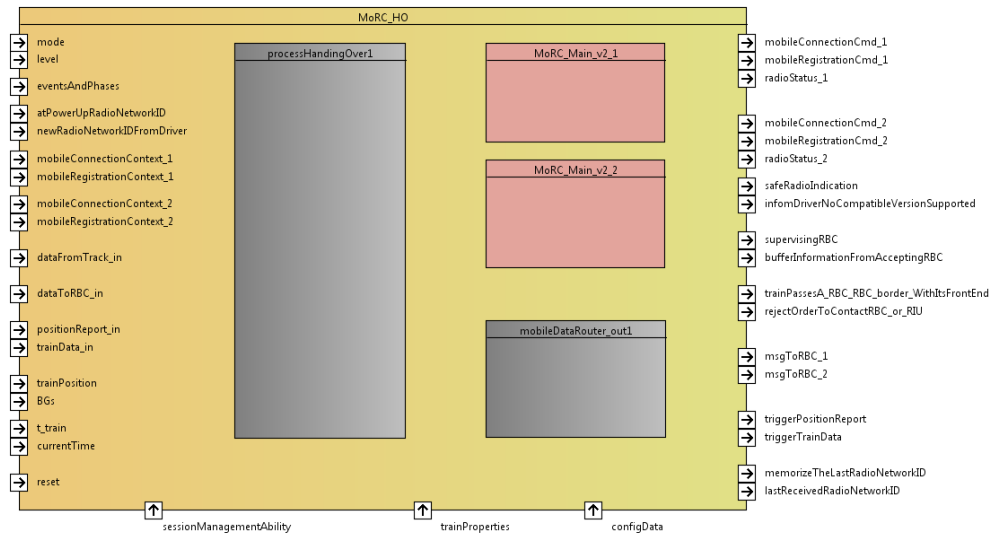 MoRC_HO
mode
level
eventsAndPhases
atPowerUpRadioNetworkID
newRadioNetworkIDFromDriver
mobileConnectionContext_1
mobileRegistrationContext_1
mobileConnectionContext_2
mobileRegistrationContext_2
dataFromTrack_in
dataToRBC_in
positionReport_in
trainData_in
trainPosition
BGs
t_train
currentTime
reset
processHandingOver1
MoRC_Main_v2_1
MoRC_Main_v2_2
mobileDataRouter_out1
mobileConnectionCmd_1
mobileRegistrationCmd_1
radioStatus_1
mobileConnectionCmd_2
mobileRegistrationCmd_2
radioStatus_2
safeRadioIndication
infomDriverNoCompatibleVersionSupported
supervisingRBC
bufferInformationFromAcceptingRBC
trainPassesA_RBC_RBC_border_WithItsFrontEnd
rejectOrderToContactRBC_or_RIU
msgToRBC_1
msgToRBC_2
triggerPositionReport
triggerTrainData
memorizeTheLastRadioNetworkID
lastReceivedRadioNetworkID
sessionManagementAbility
trainProperties
configData